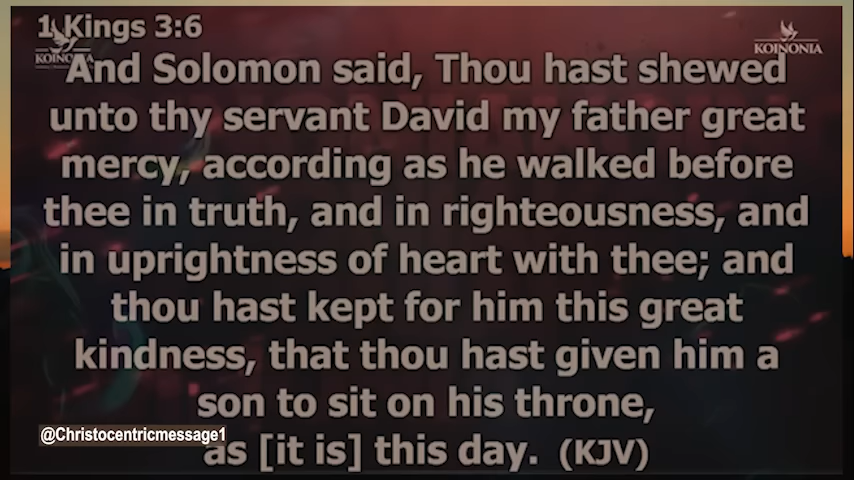 1 Kings 3:6
KOINONIA
KOINONIA
And Solomon said, Thou hast shewed
unto thy servant David my father great
mercy, according as he walked before
thee in truth, and in righteousness, and
in uprightness of heart with thee; and
thou hast kept for him this great
kindness, that thou hast given him a
son to sit on his throne,
@Christocentricmessage1
as [it is] this day. (KJV)